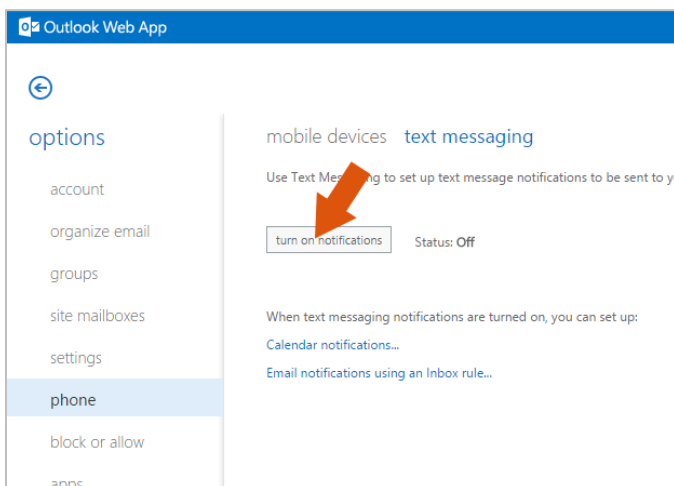 Outlook Web App
options
account
organize email
groups
site mailboxes
settings
phone
block or allow
apps
mobile devices text messaging
Use Text to set up text message notifications to be sent to
turn on notifications Status: Off
When text messaging notifications are turned on, you can set up:
Calendar notifications...
Email notifications using an Inbox rule...